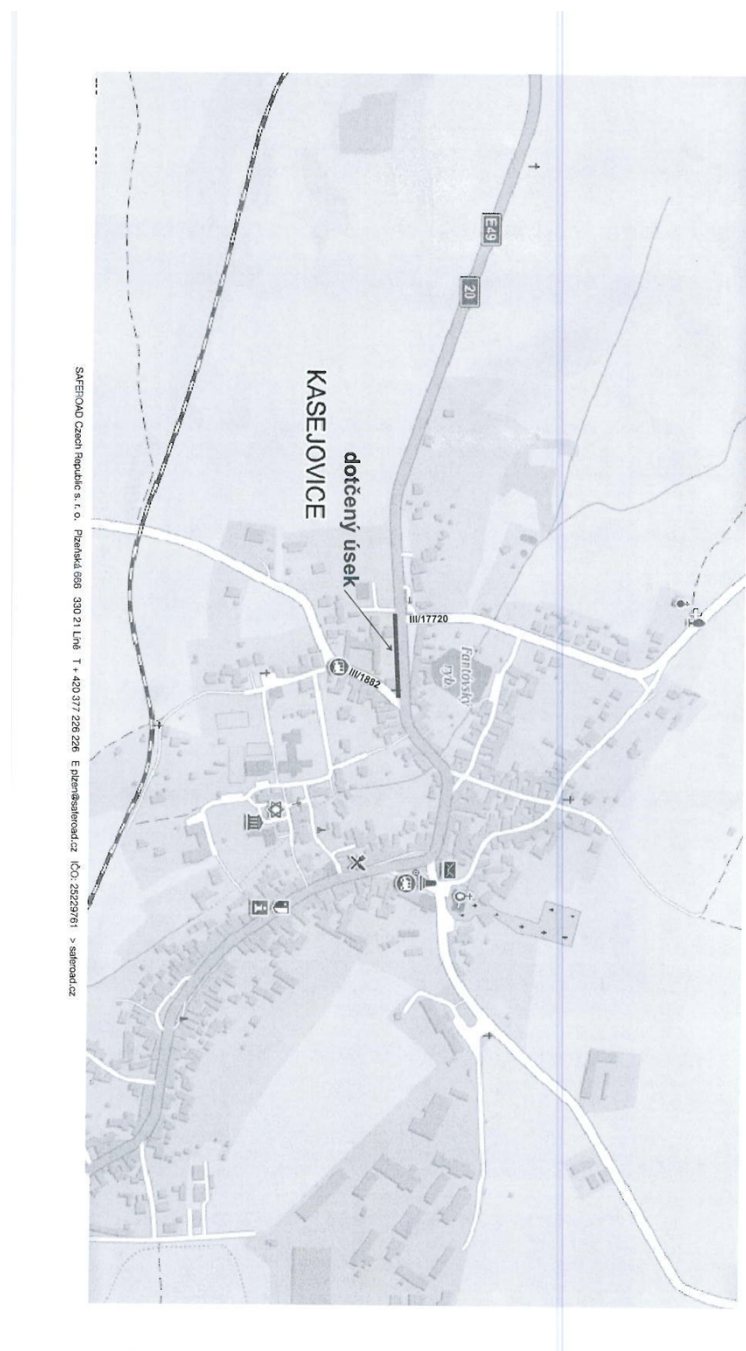 E49
20
KASEJOVICE
dotčený úsek
III/17720
Fantovský
ryb.
III/1882
SAFEROAD Czech Republic s. r. o. Plzeňská 666 330 21 Líně T + 420 377 226 226 E plzen@saferoad.cz IČO: 25229761 > saferoad.cz